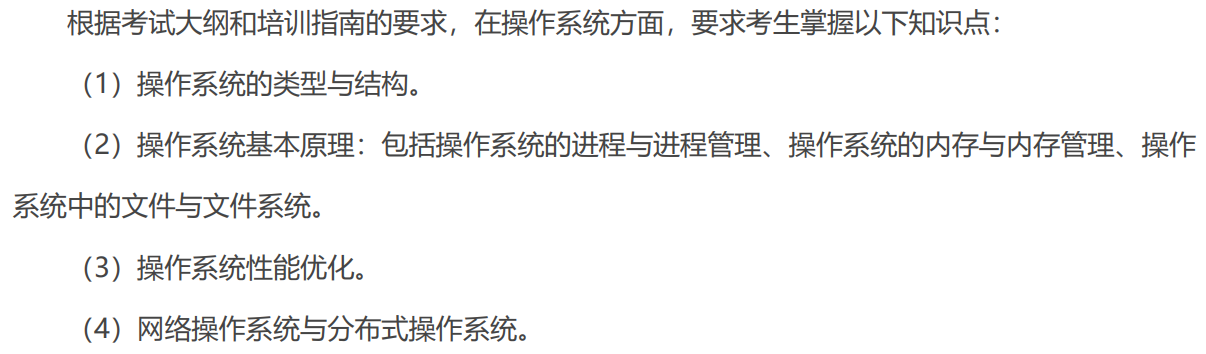 根据考试大纲和培训指南的要求，在操作系统方面，要求考生掌握以下知识点：
（1）操作系统的类型与结构。
（2）操作系统基本原理：包括操作系统的进程与进程管理、操作系统的内存与内存管理、操作
系统中的文件与文件系统。
（3）操作系统性能优化。
（4）网络操作系统与分布式操作系统。